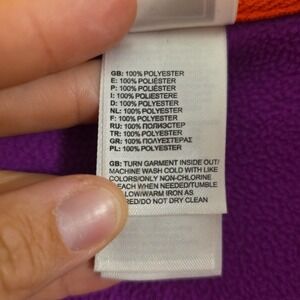 GB: 100% POLYESTER
E: 100% POLIÉSTER
P: 100% POLIÉSTER
I: 100% POLIESTERE
D: 100% POLYESTER
NL: 100% POLYESTER
F: 100% POLYESTER
RU: 100% ПОЛИЭСТЕР
TR: 100% POLYESTER
GR: 100% ΠΟΛΥΕΣΤΕΡΑΣ
PL: 100% POLYESTER
GB: TURN GARMENT INSIDE OUT/
MACHINE WASH COLD WITH LIKE
COLORS/ONLY NON-CHLORINE
EACH WHEN NEEDED/TUMBLE
LOW/WARM IRON AS
RED/DO NOT DRY CLEAN